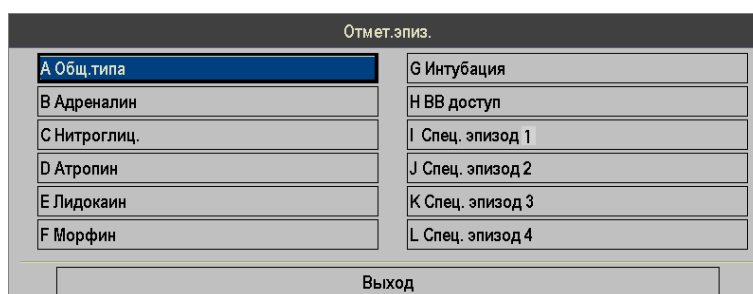 Отмет.эпиз.
A Общ.типа
B Адреналин
C Нитроглиц.
D Атропин
E Лидокаин
F Морфин
G Интубация
H ВВ доступ
I Спец. эпизод 1
J Спец. эпизод 2
K Спец. эпизод 3
L Спец. эпизод 4
Выход